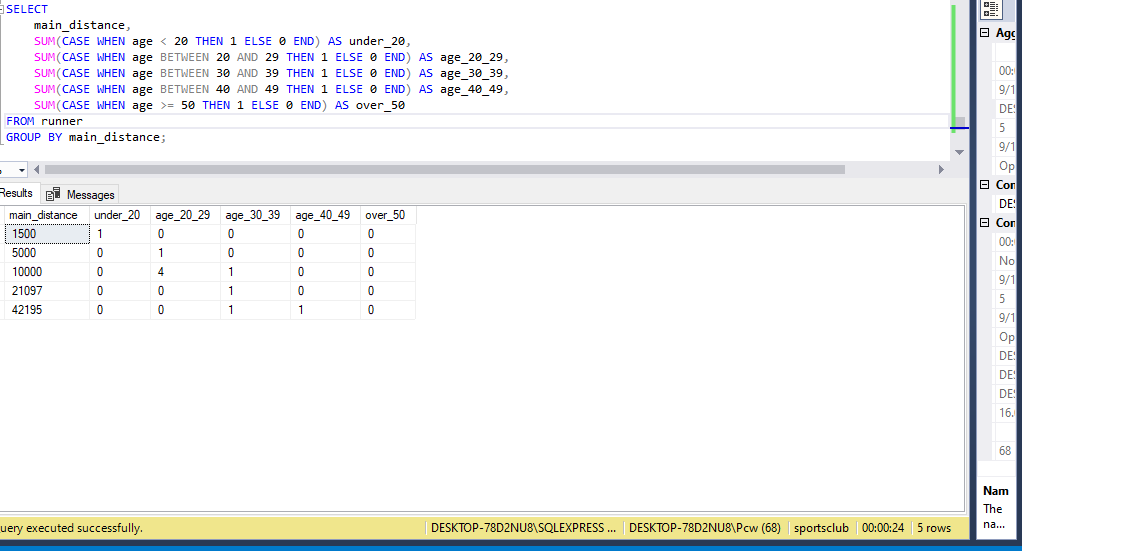 SELECT
main_distance,
SUM(CASE WHEN age < 20 THEN 1 ELSE 0 END) AS under_20,
SUM(CASE WHEN age BETWEEN 20 AND 29 THEN 1 ELSE 0 END) AS age_20_29,
SUM(CASE WHEN age BETWEEN 30 AND 39 THEN 1 ELSE 0 END) AS age_30_39,
SUM(CASE WHEN age BETWEEN 40 AND 49 THEN 1 ELSE 0 END) AS age_40_49,
SUM(CASE WHEN age >= 50 THEN 1 ELSE 0 END) AS over_50
FROM runner
GROUP BY main_distance;
Results Messages
main_distance under_20 age_20_29 age_30_39 age_40_49 over_50
1500 1 0 0 0 0
5000 0 1 0 0 0
10000 0 4 1 0 0
21097 0 0 1 0 0
42195 0 0 1 1 0
uery executed successfully. DESKTOP-78D2NU8\SQLEXPRESS ... DESKTOP-78D2NU8\Pcw (68) sportsclub 00:00:24 5 rows
Agg
00:
9/1
DES
5
9/1
Op
Con
DES
Con
00:
No
9/1
5
9/1
Op
DES
DES
DES
16.
68
Nam
The
na...